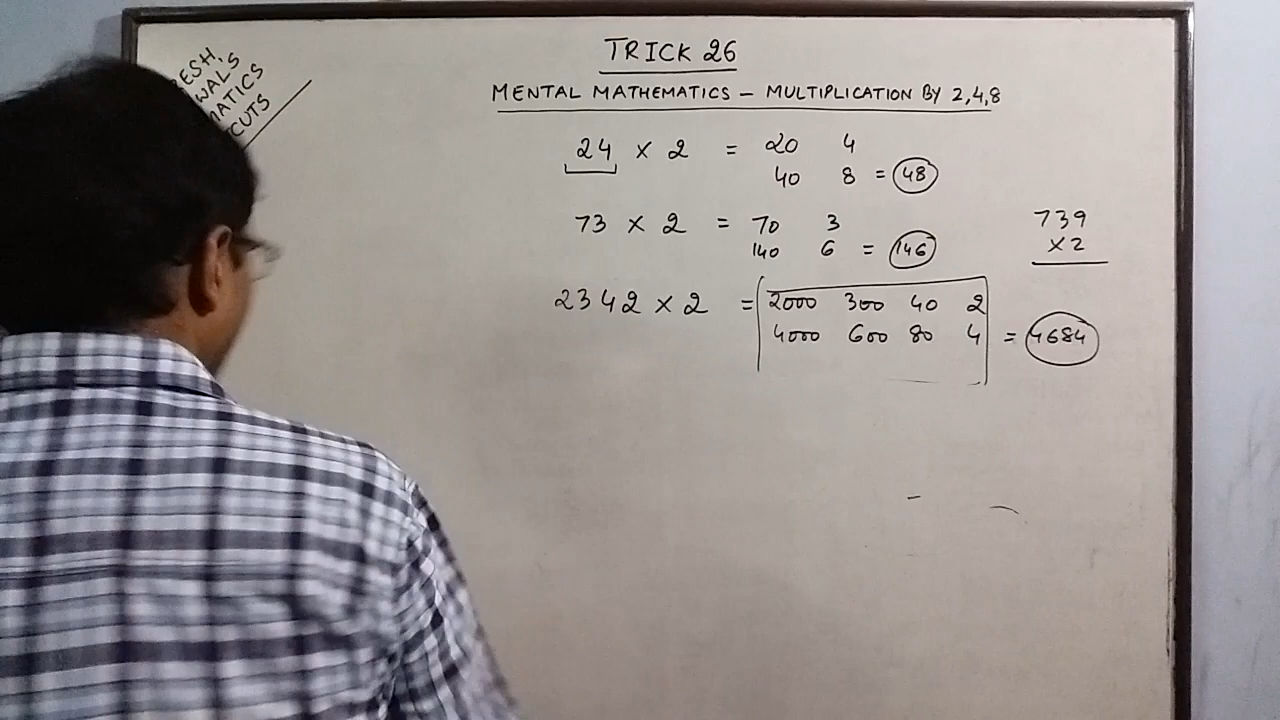 TRICK 26
MENTAL MATHEMATICS – MULTIPLICATION BY 2,4,8
24 × 2 = 20 4
40 8 = 48
73 × 2 = 70 3
140 6 = 146
739
×2
2342 × 2 = 2000 300 40 2
4000 600 80 4 = 4684